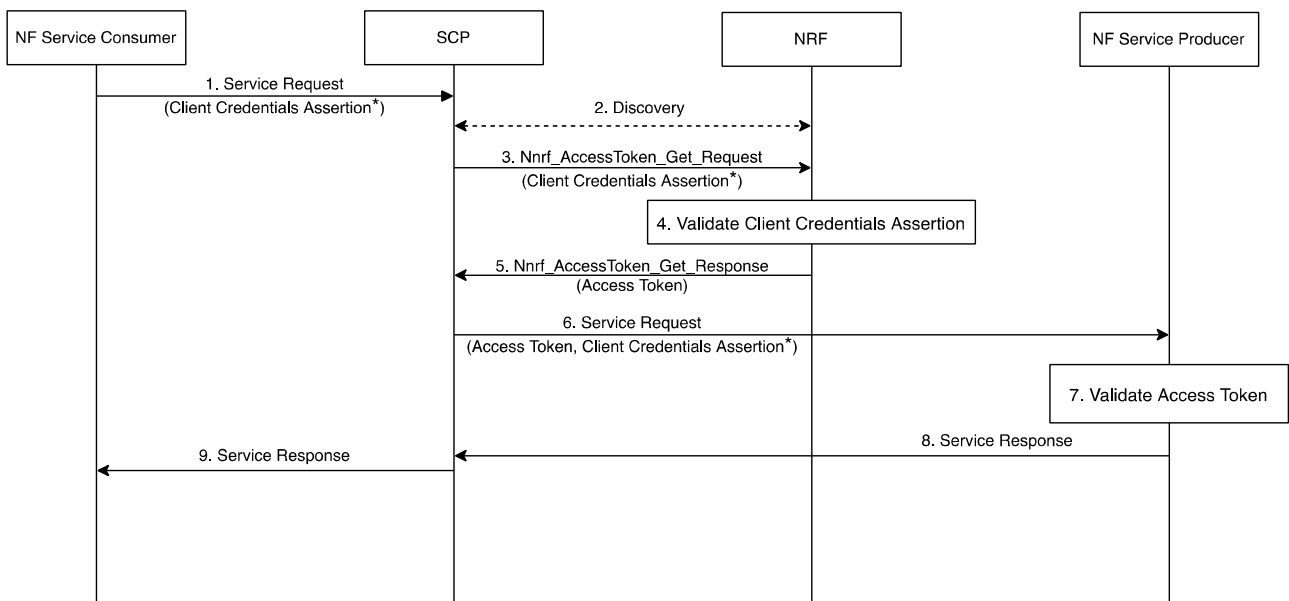 NF Service Consumer
SCP
NRF
NF Service Producer
1. Service Request
(Client Credentials Assertion*)
2. Discovery
3. Nnrf_AccessToken_Get_Request
(Client Credentials Assertion*)
4. Validate Client Credentials Assertion
5. Nnrf_AccessToken_Get_Response
(Access Token)
6. Service Request
(Access Token, Client Credentials Assertion*)
7. Validate Access Token
8. Service Response
9. Service Response